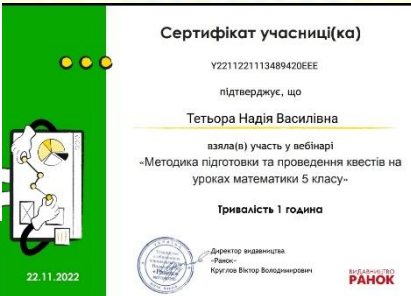 Сертифікат учасниці(ка)
Y2211221113489420EEE
підтверджує, що
Тетьора Надія Василівна
взяла(в) участь у вебінарі
«Методика підготовки та проведення квестів на
уроках математики 5 класу»
Тривалість 1 година
Директор видавництва
«Ранок»
Круглов Віктор Володимирович
ВИДАВНИЦТВО
РАНОК
22.11.2022